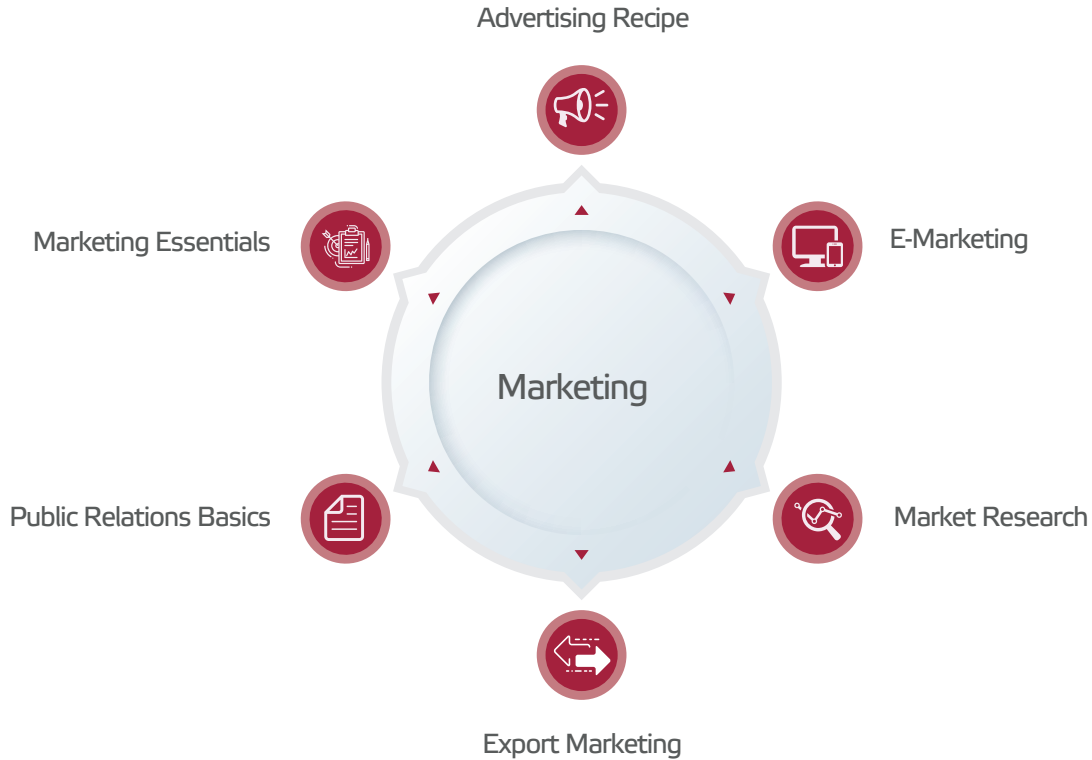 Advertising Recipe
Marketing Essentials
E-Marketing
Marketing
Public Relations Basics
Market Research
Export Marketing